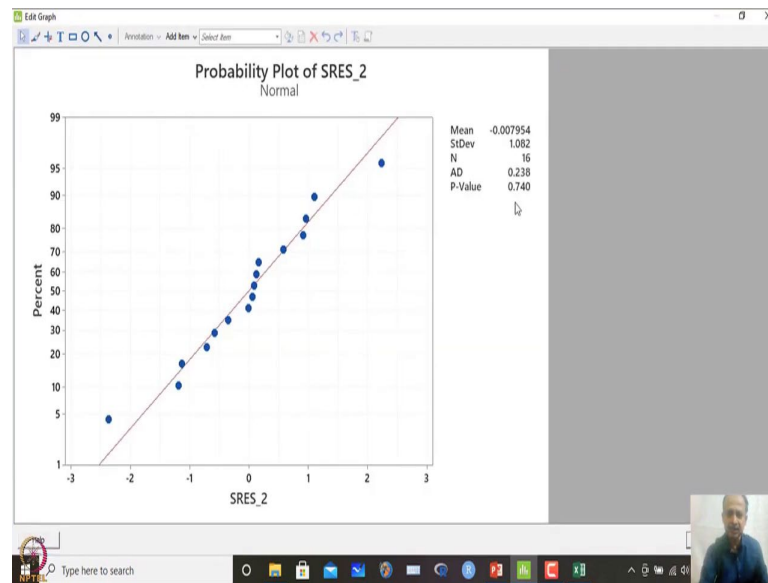 Edit Graph
T Annotation Add Item Select Item
Probability Plot of SRES_2
Normal
99
95
90
80
70
60
50
40
30
20
10
5
1
Percent
-3 -2 -1 0 1 2 3
SRES_2
Mean -0.007954
StDev 1.082
N 16
AD 0.238
P-Value 0.740
Help
NPTEL
Type here to search